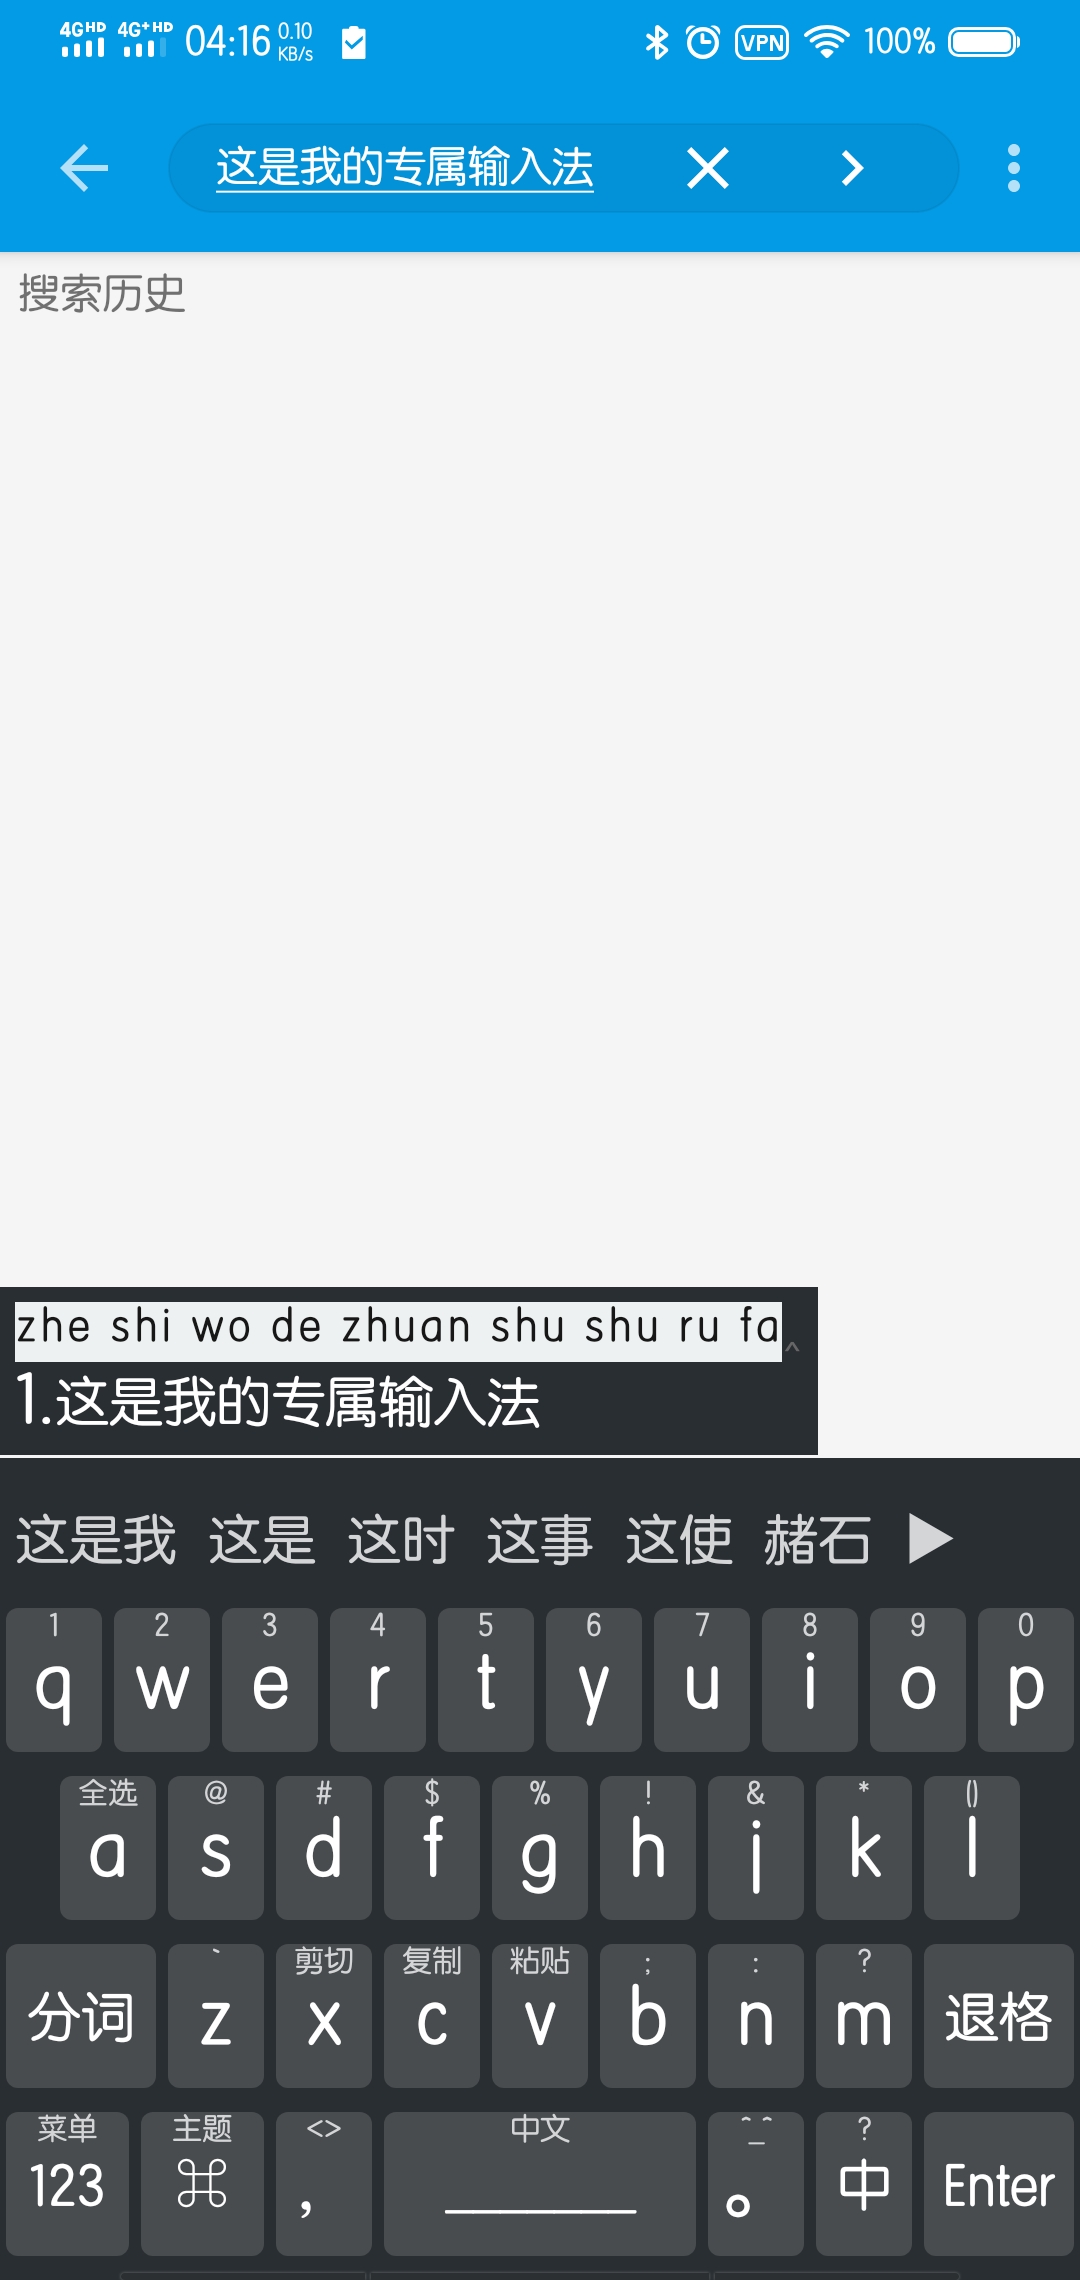 4GHD 4G+HD 04:16 0.10 KB/s VPN 100%
这是我的专属输入法
搜索历史
zhe shi wo de zhuan shu shu ru fa^
1.这是我的专属输入法
这是我 这是 这时 这事 这使 赭石
1 2 3 4 5 6 7 8 9 0
q w e r t y u i o p
全选 @ # $ % ! & * ()
a s d f g h j k l
` 剪切 复制 粘贴 ; : ?
分词 z x c v b n m 退格
菜单 主题 <> 中文 ^_^ ?
123 ⌘ , 。 中 Enter